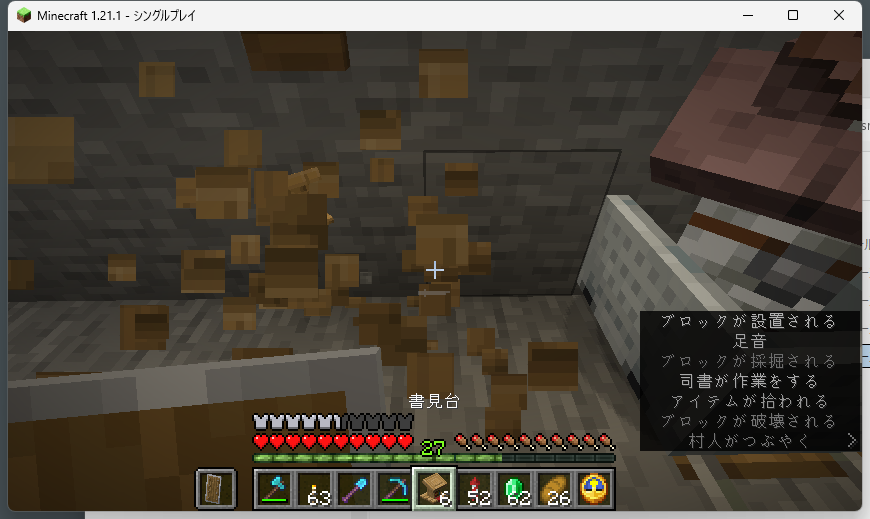 Minecraft 1.21.1 - シングルプレイ
ブロックが設置される
足音
ブロックが採掘される
司書が作業をする
アイテムが拾われる
ブロックが破壊される
村人がつぶやく >
書見台
27
63 6 52 62 26